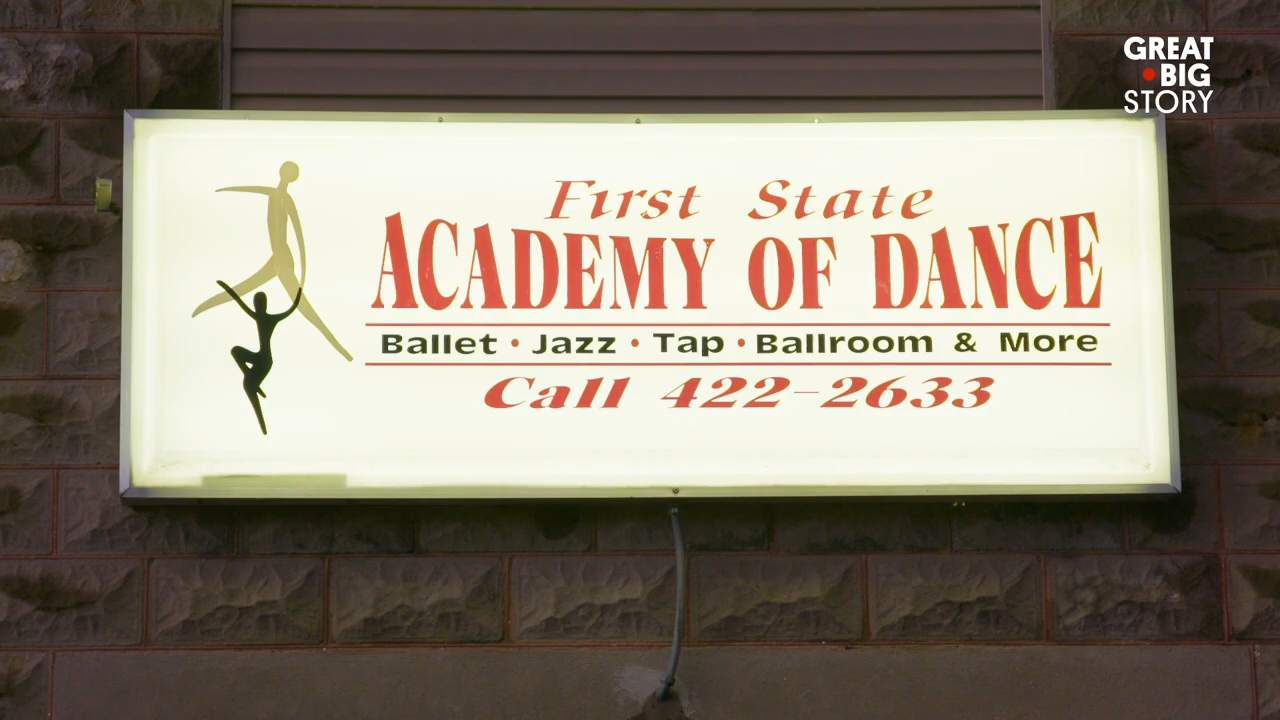 GREAT
BIG
STORY
First State
ACADEMY OF DANCE
Ballet • Jazz • Tap • Ballroom & More
Call 422-2633